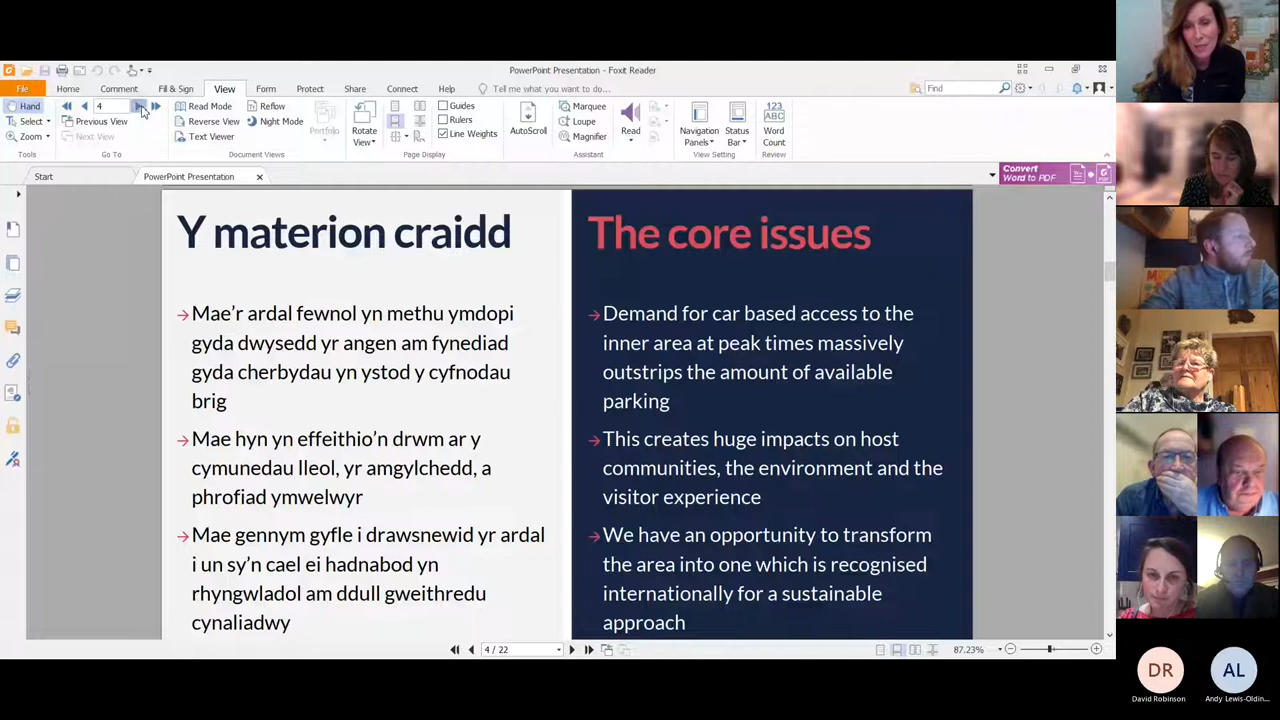 PowerPoint Presentation - Foxit Reader
File
Home
Comment
Fill & Sign
View
Form
Protect
Share
Connect
Help
Tell me what you want to do...
Find
Hand
4
Read Mode
Reflow
Guides
Marquee
Select
Previous View
Reverse View
Night Mode
Portfolio
Rotate View
Rulers
AutoScroll
Loupe
Read
Navigation Panels
Status Bar
Word Count
Zoom
Next View
Text Viewer
Line Weights
Magnifier
Tools
Go To
Document Views
Page Display
Assistant
View Setting
Review
Start
PowerPoint Presentation
Convert
Word to PDF
Y materion craidd
Mae’r ardal fewnol yn methu ymdopi
gyda dwysedd yr angen am fynediad
gyda cherbydau yn ystod y cyfnodau
brig
Mae hyn yn effeithio’n drwm ar y
cymunedau lleol, yr amgylchedd, a
phrofiad ymwelwyr
Mae gennym gyfle i drawsnewid yr ardal
i un sy’n cael ei hadnabod yn
rhyngwladol am ddull gweithredu
cynaliadwy
The core issues
Demand for car based access to the
inner area at peak times massively
outstrips the amount of available
parking
This creates huge impacts on host
communities, the environment and the
visitor experience
We have an opportunity to transform
the area into one which is recognised
internationally for a sustainable
approach
4 / 22
87.23%
DR
David Robinson
AL
Andy Lewis-Oldin...